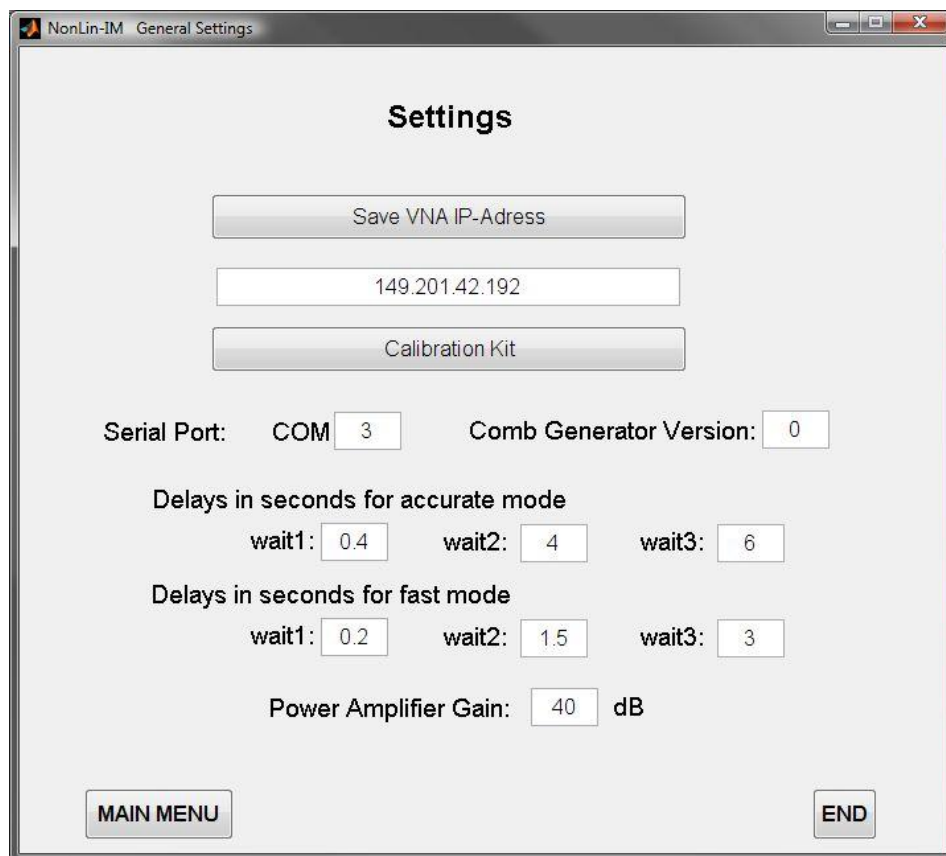 NonLin-IM General Settings
Settings
Save VNA IP-Adress
149.201.42.192
Calibration Kit
Serial Port: COM 3 Comb Generator Version: 0
Delays in seconds for accurate mode
wait1: 0.4 wait2: 4 wait3: 6
Delays in seconds for fast mode
wait1: 0.2 wait2: 1.5 wait3: 3
Power Amplifier Gain: 40 dB
MAIN MENU END